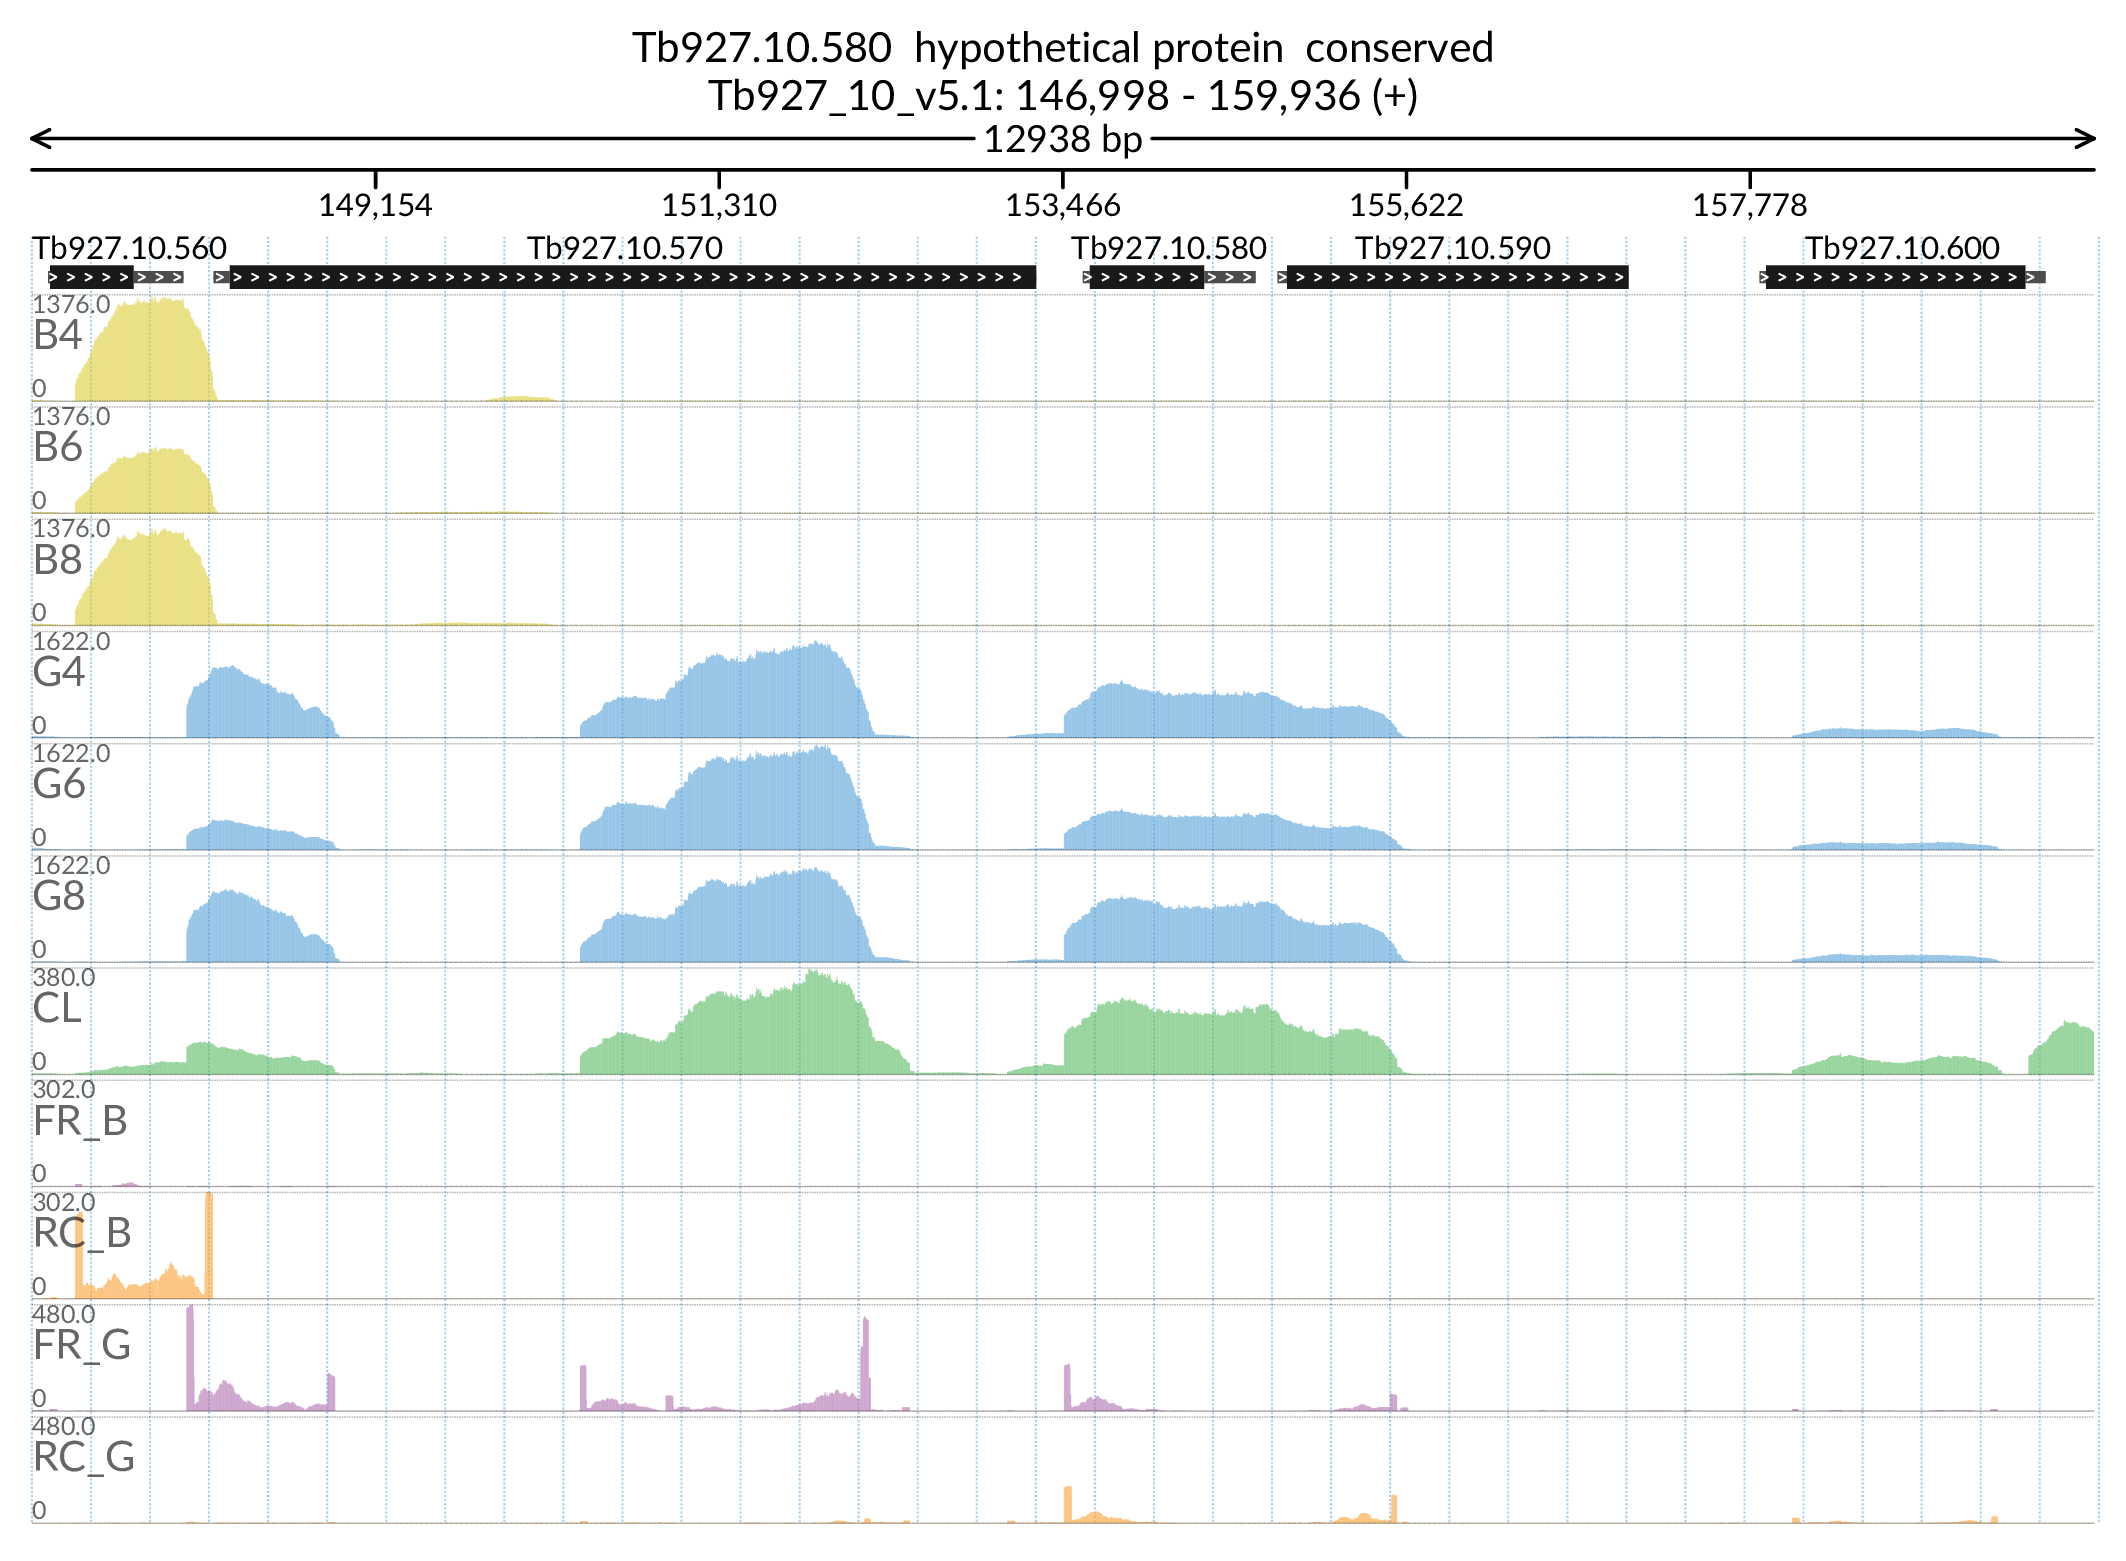 Tb927.10.580 hypothetical protein conserved
Tb927_10_v5.1: 146,998 - 159,936 (+)
12938 bp
149,154 151,310 153,466 155,622 157,778
Tb927.10.560 Tb927.10.570 Tb927.10.580 Tb927.10.590 Tb927.10.600
1376.0
B4
0
1376.0
B6
0
1376.0
B8
0
1622.0
G4
0
1622.0
G6
0
1622.0
G8
0
380.0
CL
0
302.0
FR_B
0
302.0
RC_B
0
480.0
FR_G
0
480.0
RC_G
0